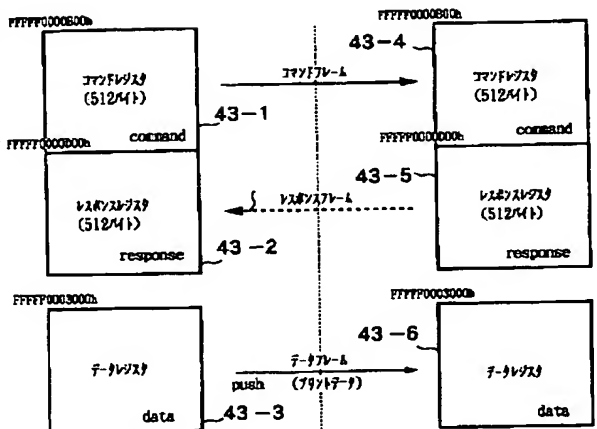 FFFFF0000B00h
コマンドレジスタ
(512バイト)
command
43-1
FFFFF0000D00h
レスポンスレジスタ
(512バイト)
response
43-2
FFFFF0003000h
データレジスタ
data
43-3
コマンドフレーム
レスポンスフレーム
データフレーム
push
(プリントデータ)
FFFFF0000B00h
43-4
コマンドレジスタ
(512バイト)
command
FFFFF0000D00h
43-5
レスポンスレジスタ
(512バイト)
response
FFFFF0003000h
43-6
データレジスタ
data